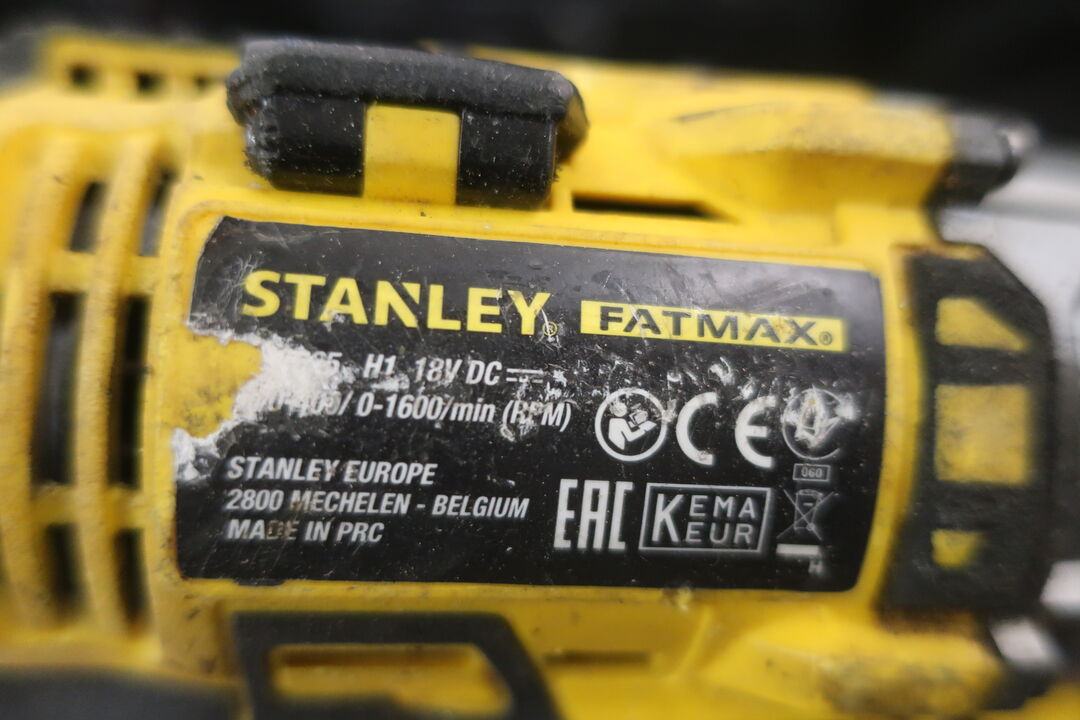 STANLEY® FATMAX®
H1 18V DC
0-1600/min (RPM)
STANLEY EUROPE
2800 MECHELEN - BELGIUM
MADE IN PRC
CE
060
EAC
KEMA
KEUR